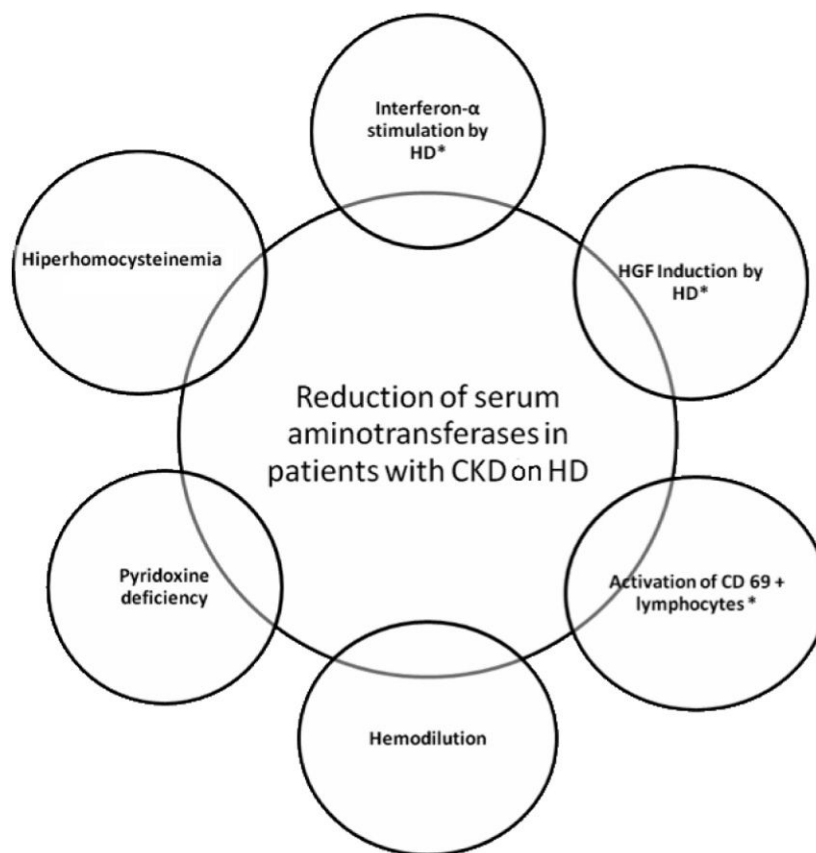 Interferon-α
stimulation by
HD*
Hiperhomocysteinemia
HGF Induction by
HD*
Reduction of serum
aminotransferases in
patients with CKD on HD
Pyridoxine
deficiency
Activation of CD 69 +
lymphocytes *
Hemodilution